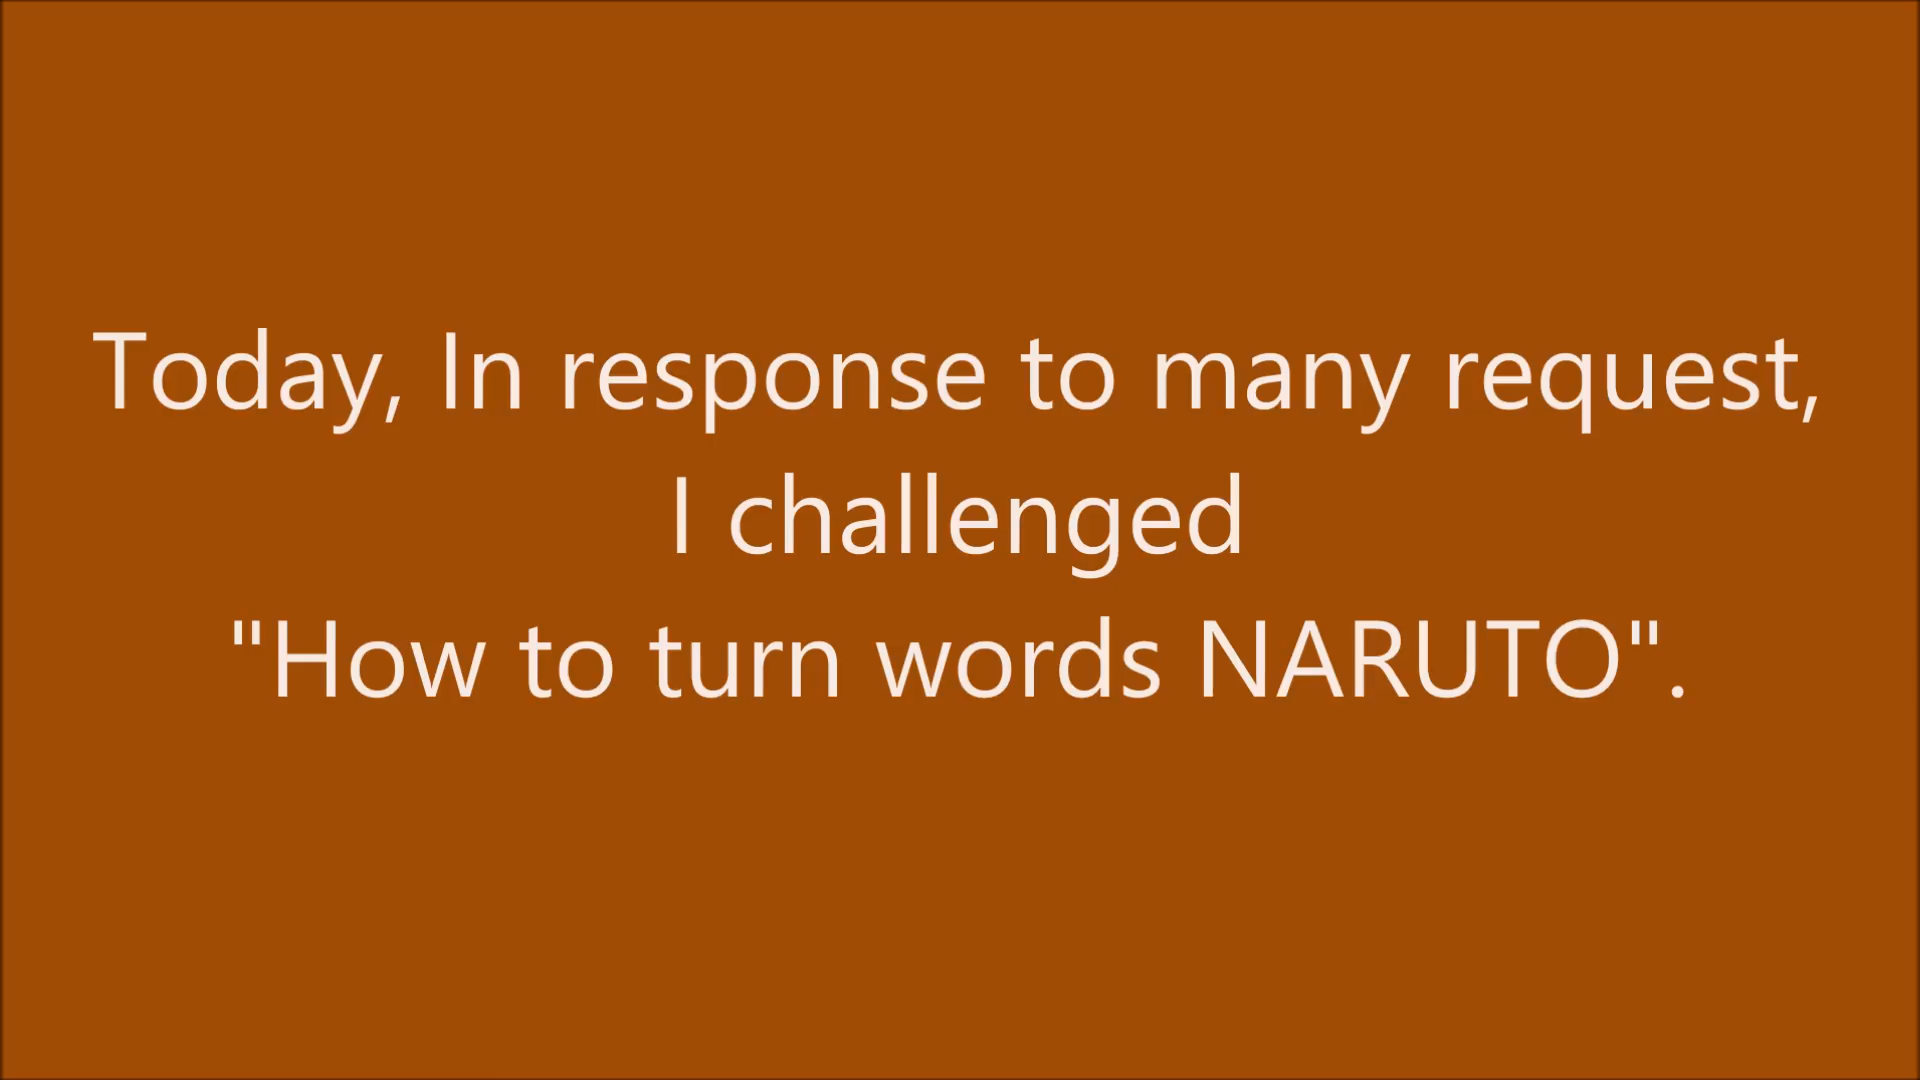 Today, In response to many request,
I challenged
"How to turn words NARUTO".